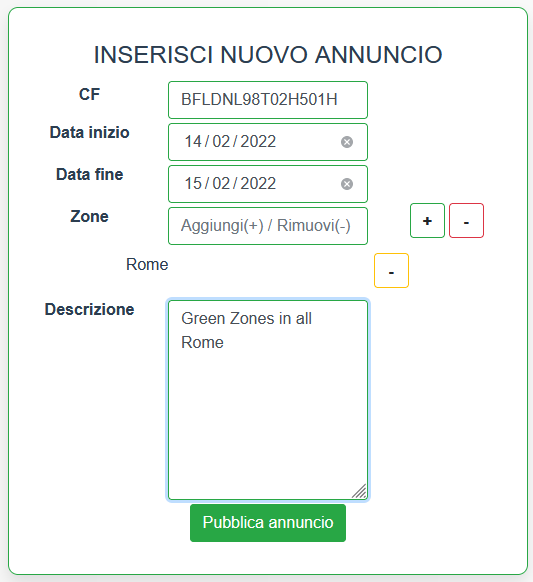 INSERISCI NUOVO ANNUNCIO
CF BFLDNL98T02H501H
Data inizio 14/02/2022
Data fine 15/02/2022
Zone Aggiungi(+) / Rimuovi(-) + -
Rome -
Descrizione Green Zones in all
Rome
Pubblica annuncio